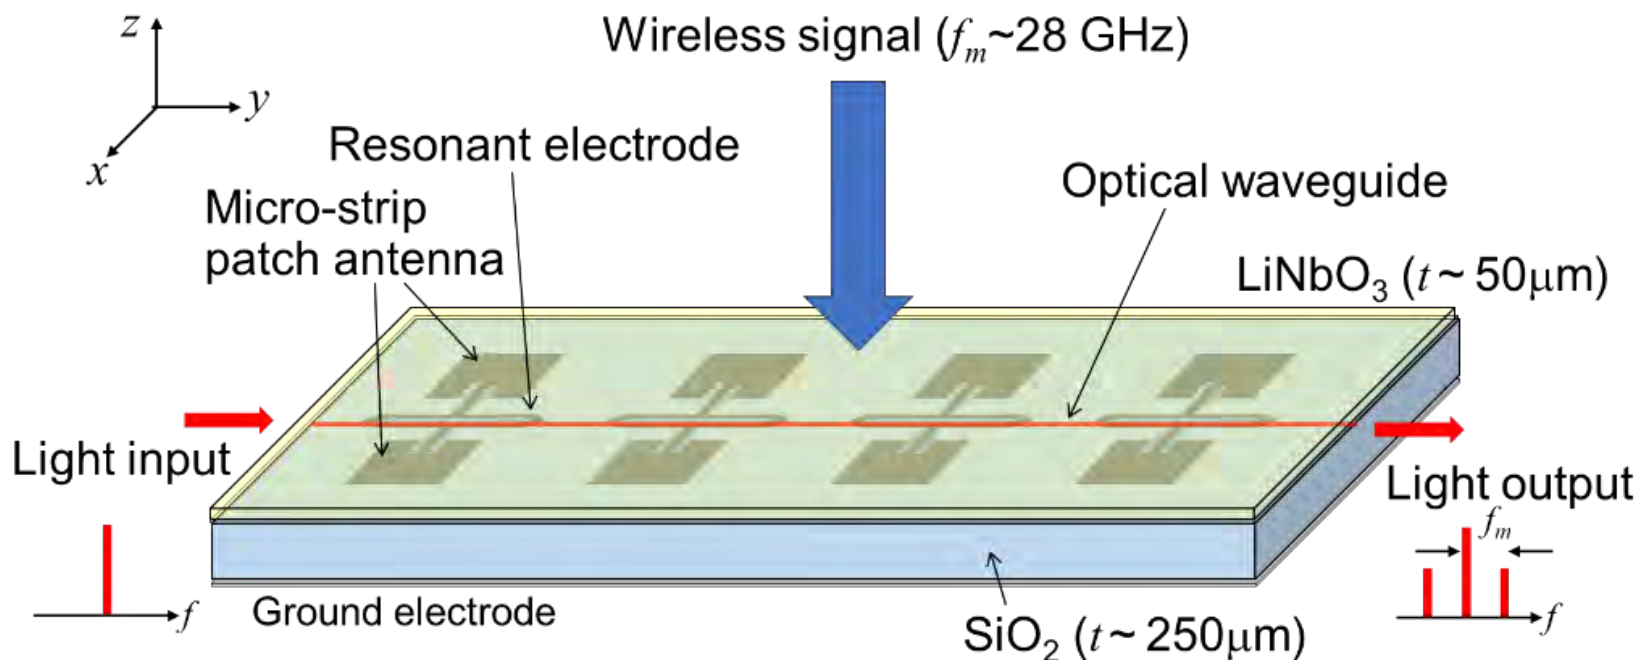 z
y
x
Wireless signal (fm~28 GHz)
Resonant electrode
Micro-strip
patch antenna
Optical waveguide
LiNbO3 (t ~ 50μm)
Light input
Light output
fm
f
f
Ground electrode
SiO2 (t ~ 250μm)